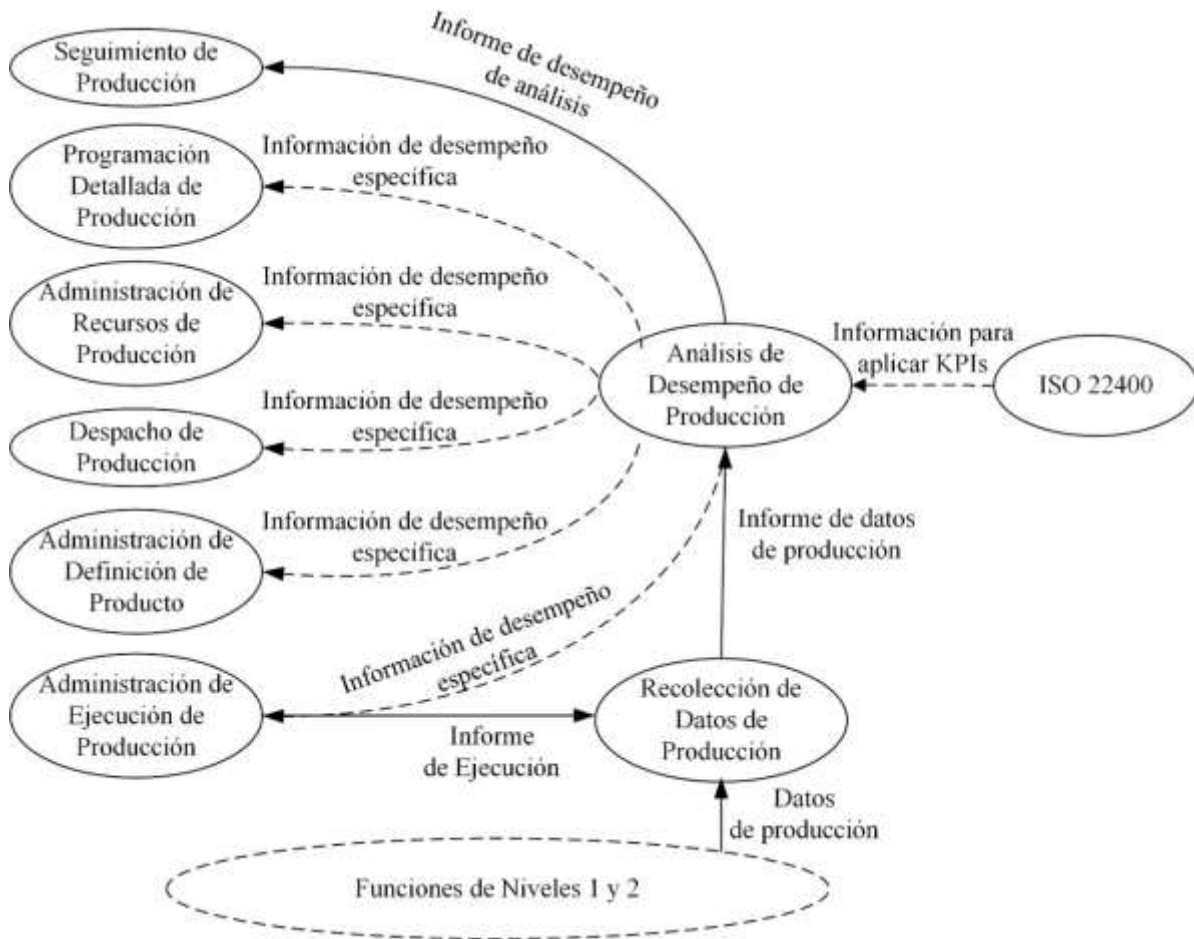 Informe de desempeño
de análisis
Seguimiento de
Producción
Programación
Detallada de
Producción
Información de desempeño
específica
Administración de
Recursos de
Producción
Información de desempeño
específica
Análisis de
Desempeño de
Producción
Información para
aplicar KPIs
ISO 22400
Despacho de
Producción
Información de desempeño
específica
Administración de
Definición de
Producto
Información de desempeño
específica
Informe de datos
de producción
Administración de
Ejecución de
Producción
Información de desempeño
específica
Informe
de Ejecución
Recolección de
Datos de
Producción
Datos
de producción
Funciones de Niveles 1 y 2